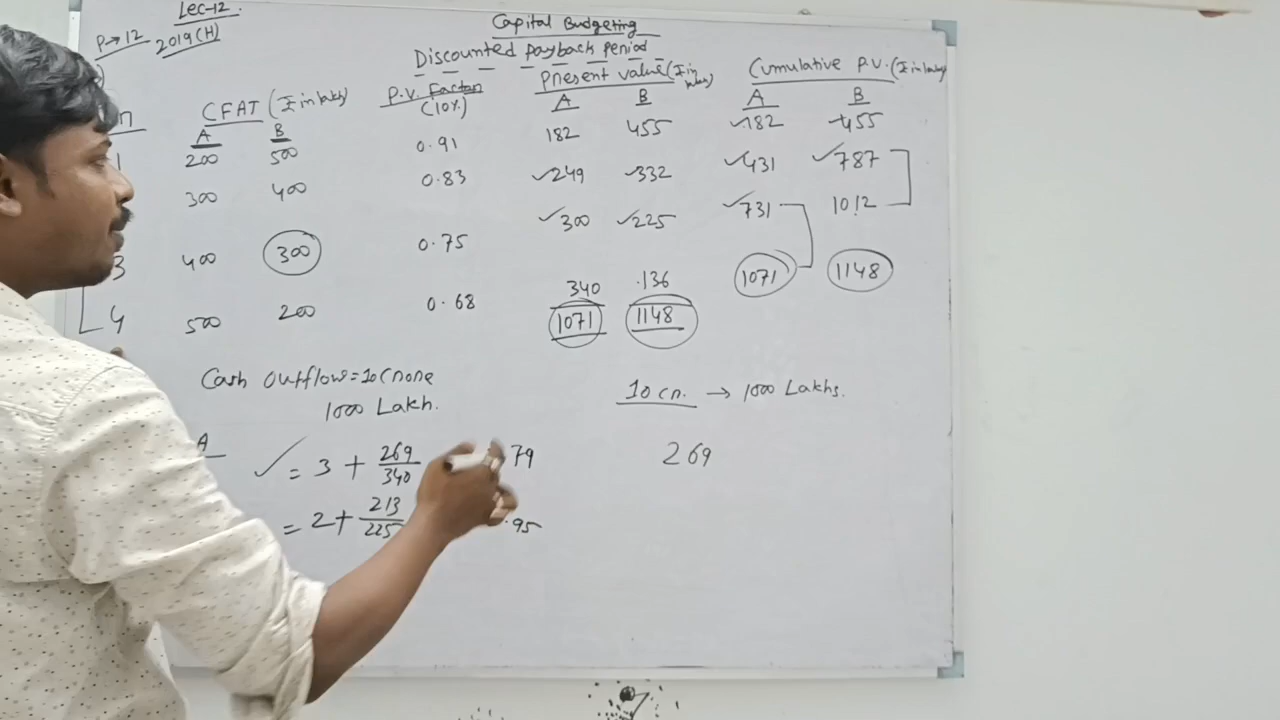 Lec-12.
P→12
2019(H)
Capital Budgeting
Discounted payback period
n CFAT (₹ in lakhs) P.V. Factor (10%) Present value (₹ in lakhs) Cumulative P.V. (₹ in lakhs)
A B A B A B
1 200 500 0.91 182 455 182 455
300 400 0.83 249 332 431 787
3 400 300 0.75 300 225 731 1012
4 500 200 0.68 340 136 1071 1148
1071 1148
Cash outflow = 10 Crore
1000 Lakh.
10 Cr. → 1000 Lakhs.
A
= 3 + 269/340 79
269
= 2 + 213/225 .95